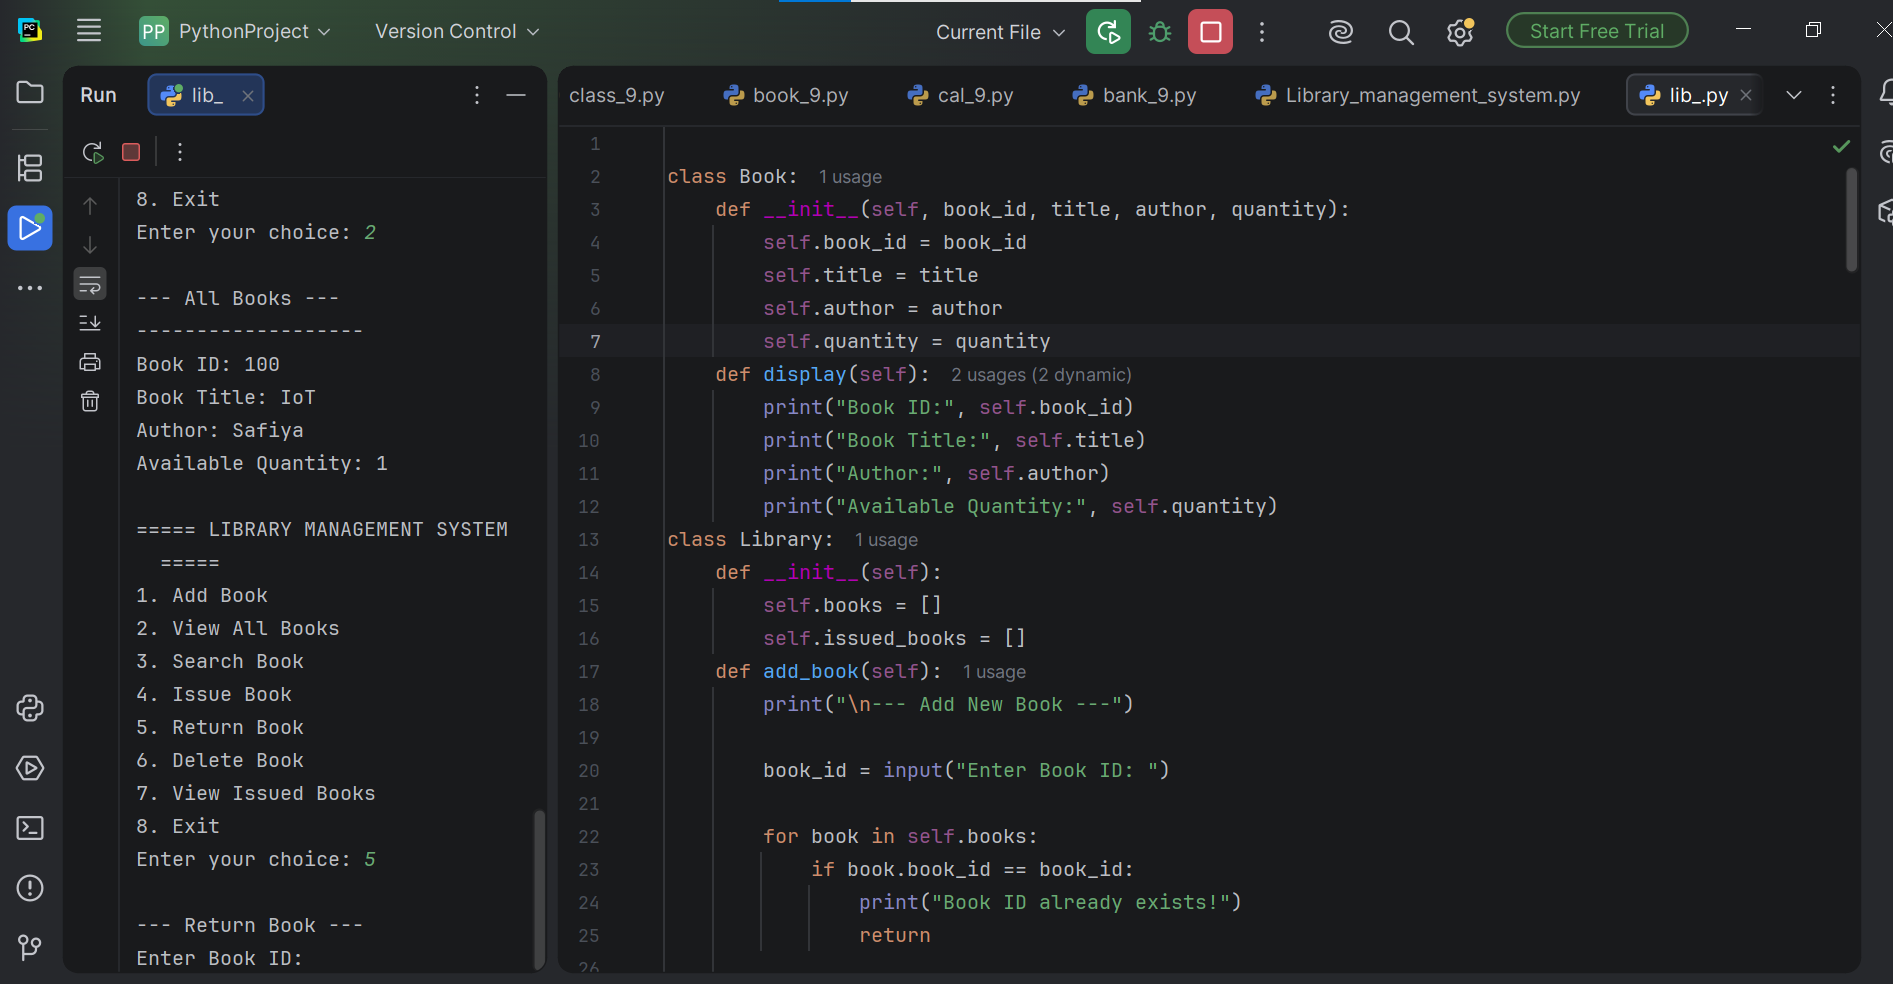 PP PythonProject Version Control Current File Start Free Trial
Run lib_
8. Exit
Enter your choice: 2
--- All Books ---
-------------------
Book ID: 100
Book Title: IoT
Author: Safiya
Available Quantity: 1
===== LIBRARY MANAGEMENT SYSTEM
=====
1. Add Book
2. View All Books
3. Search Book
4. Issue Book
5. Return Book
6. Delete Book
7. View Issued Books
8. Exit
Enter your choice: 5
--- Return Book ---
Enter Book ID:
class_9.py book_9.py cal_9.py bank_9.py Library_management_system.py lib_.py
1
2 class Book: 1 usage
3 def __init__(self, book_id, title, author, quantity):
4 self.book_id = book_id
5 self.title = title
6 self.author = author
7 self.quantity = quantity
8 def display(self): 2 usages (2 dynamic)
9 print("Book ID:", self.book_id)
10 print("Book Title:", self.title)
11 print("Author:", self.author)
12 print("Available Quantity:", self.quantity)
13 class Library: 1 usage
14 def __init__(self):
15 self.books = []
16 self.issued_books = []
17 def add_book(self): 1 usage
18 print("\n--- Add New Book ---")
19
20 book_id = input("Enter Book ID: ")
21
22 for book in self.books:
23 if book.book_id == book_id:
24 print("Book ID already exists!")
25 return
26